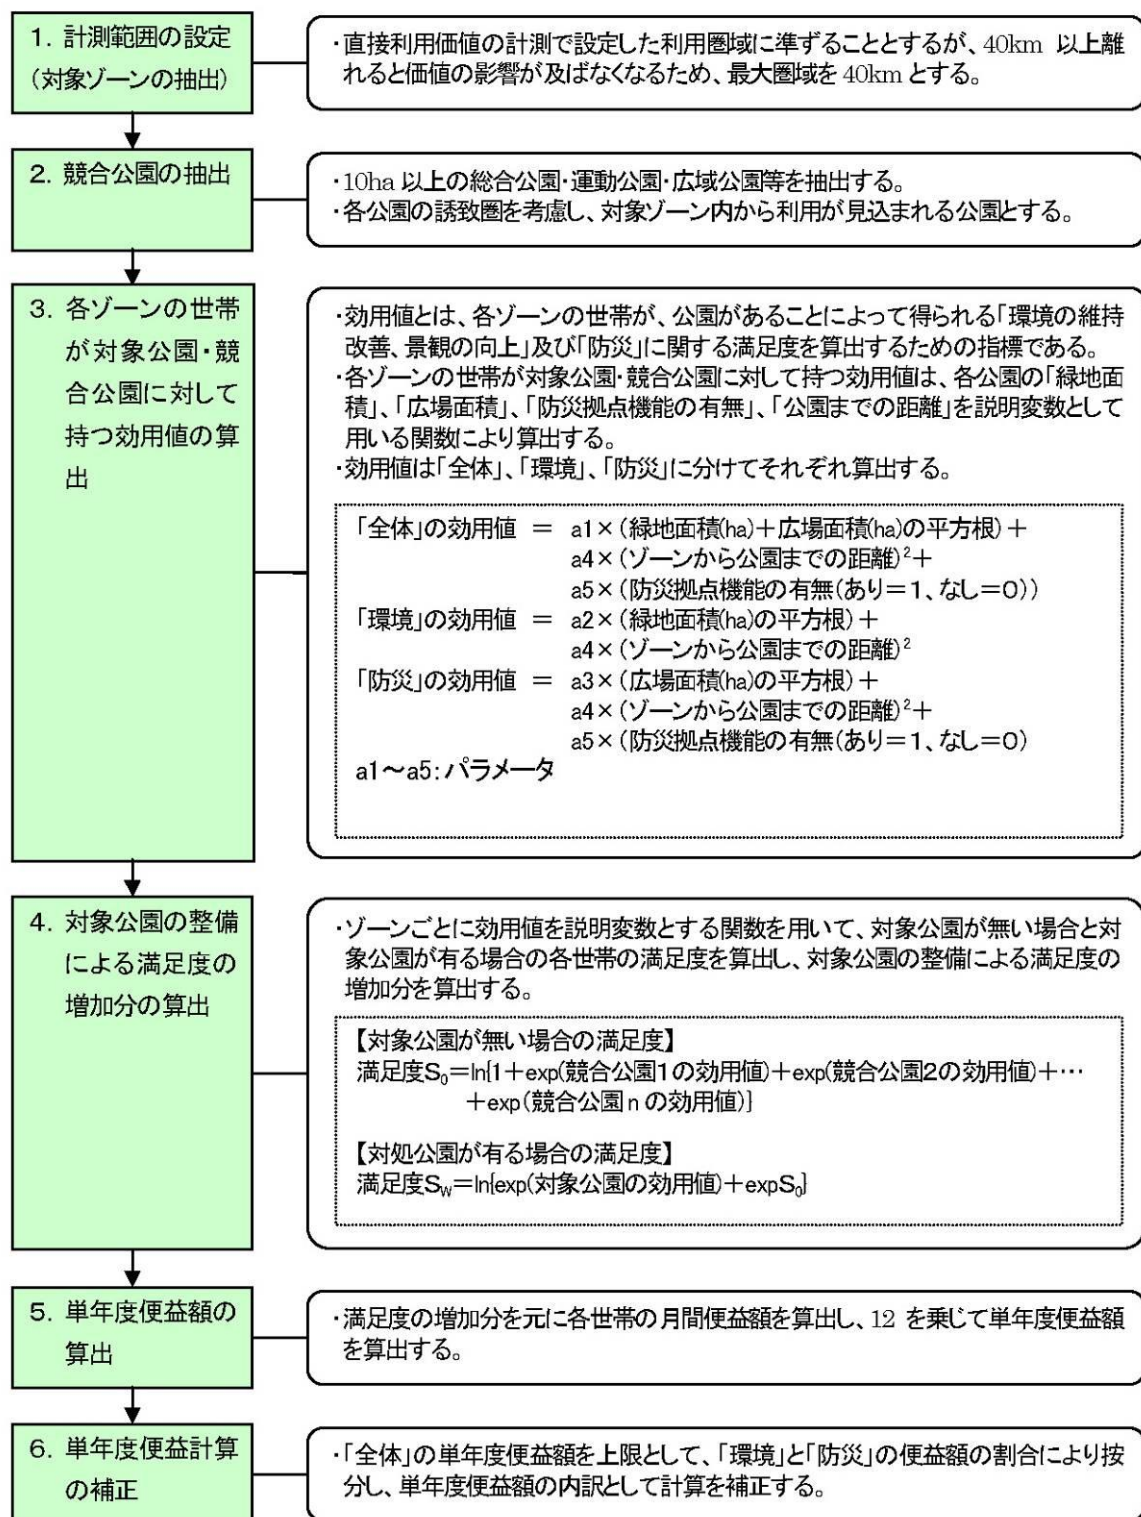 1. 計測範囲の設定
(対象ゾーンの抽出)
・直接利用価値の計測で設定した利用圏域に準ずることとするが、40km 以上離
れると価値の影響が及ばなくなるため、最大圏域を 40km とする。
2. 競合公園の抽出
・10ha 以上の総合公園・運動公園・広域公園等を抽出する。
・各公園の誘致圏を考慮し、対象ゾーン内から利用が見込まれる公園とする。
3. 各ゾーンの世帯
が対象公園・競
合公園に対して
持つ効用値の算
出
・効用値とは、各ゾーンの世帯が、公園があることによって得られる「環境の維持
改善、景観の向上」及び「防災」に関する満足度を算出するための指標である。
・各ゾーンの世帯が対象公園・競合公園に対して持つ効用値は、各公園の「緑地面
積」、「広場面積」、「防災拠点機能の有無」、「公園までの距離」を説明変数として
用いる関数により算出する。
・効用値は「全体」、「環境」、「防災」に分けてそれぞれ算出する。
「全体」の効用値 = a1×(緑地面積(ha)+広場面積(ha)の平方根)+
a4×(ゾーンから公園までの距離)²+
a5×(防災拠点機能の有無(あり=1、なし=0))
「環境」の効用値 = a2×(緑地面積(ha)の平方根)+
a4×(ゾーンから公園までの距離)²
「防災」の効用値 = a3×(広場面積(ha)の平方根)+
a4×(ゾーンから公園までの距離)²+
a5×(防災拠点機能の有無(あり=1、なし=0)
a1~a5:パラメータ
4. 対象公園の整備
による満足度の
増加分の算出
・ゾーンごとに効用値を説明変数とする関数を用いて、対象公園が無い場合と対
象公園が有る場合の各世帯の満足度を算出し、対象公園の整備による満足度の
増加分を算出する。
【対象公園が無い場合の満足度】
満足度S₀=ln{1+exp(競合公園1の効用値)+exp(競合公園2の効用値)+…
+exp(競合公園 n の効用値)}
【対処公園が有る場合の満足度】
満足度Sw=ln{exp(対象公園の効用値)+expS₀}
5. 単年度便益額の
算出
・満足度の増加分を元に各世帯の月間便益額を算出し、12 を乗じて単年度便益額
を算出する。
6. 単年度便益計算
の補正
・「全体」の単年度便益額を上限として、「環境」と「防災」の便益額の割合により按
分し、単年度便益額の内訳として計算を補正する。